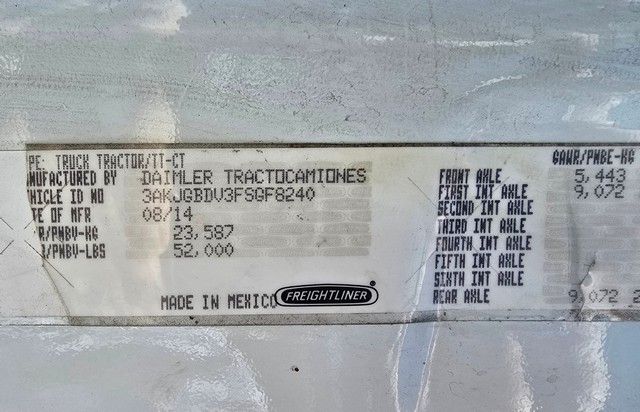 PE: TRUCK TRACTOR/TT-CT
NUFACTURED BY DAIMLER TRACTOCAMIONES
HICLE ID NO 3AKJGBDV3FSGF8240
TE OF MFR 08/14
R/PNBV-KG 23,587
/PNBV-LBS 52,000
MADE IN MEXICO
FREIGHTLINER
GAWR/PNBE-KG
FRONT AXLE 5,443
FIRST INT AXLE 9,072
SECOND INT AXLE
THIRD INT AXLE
FOURTH INT AXLE
FIFTH INT AXLE
SIXTH INT AXLE
REAR AXLE 9,072 2